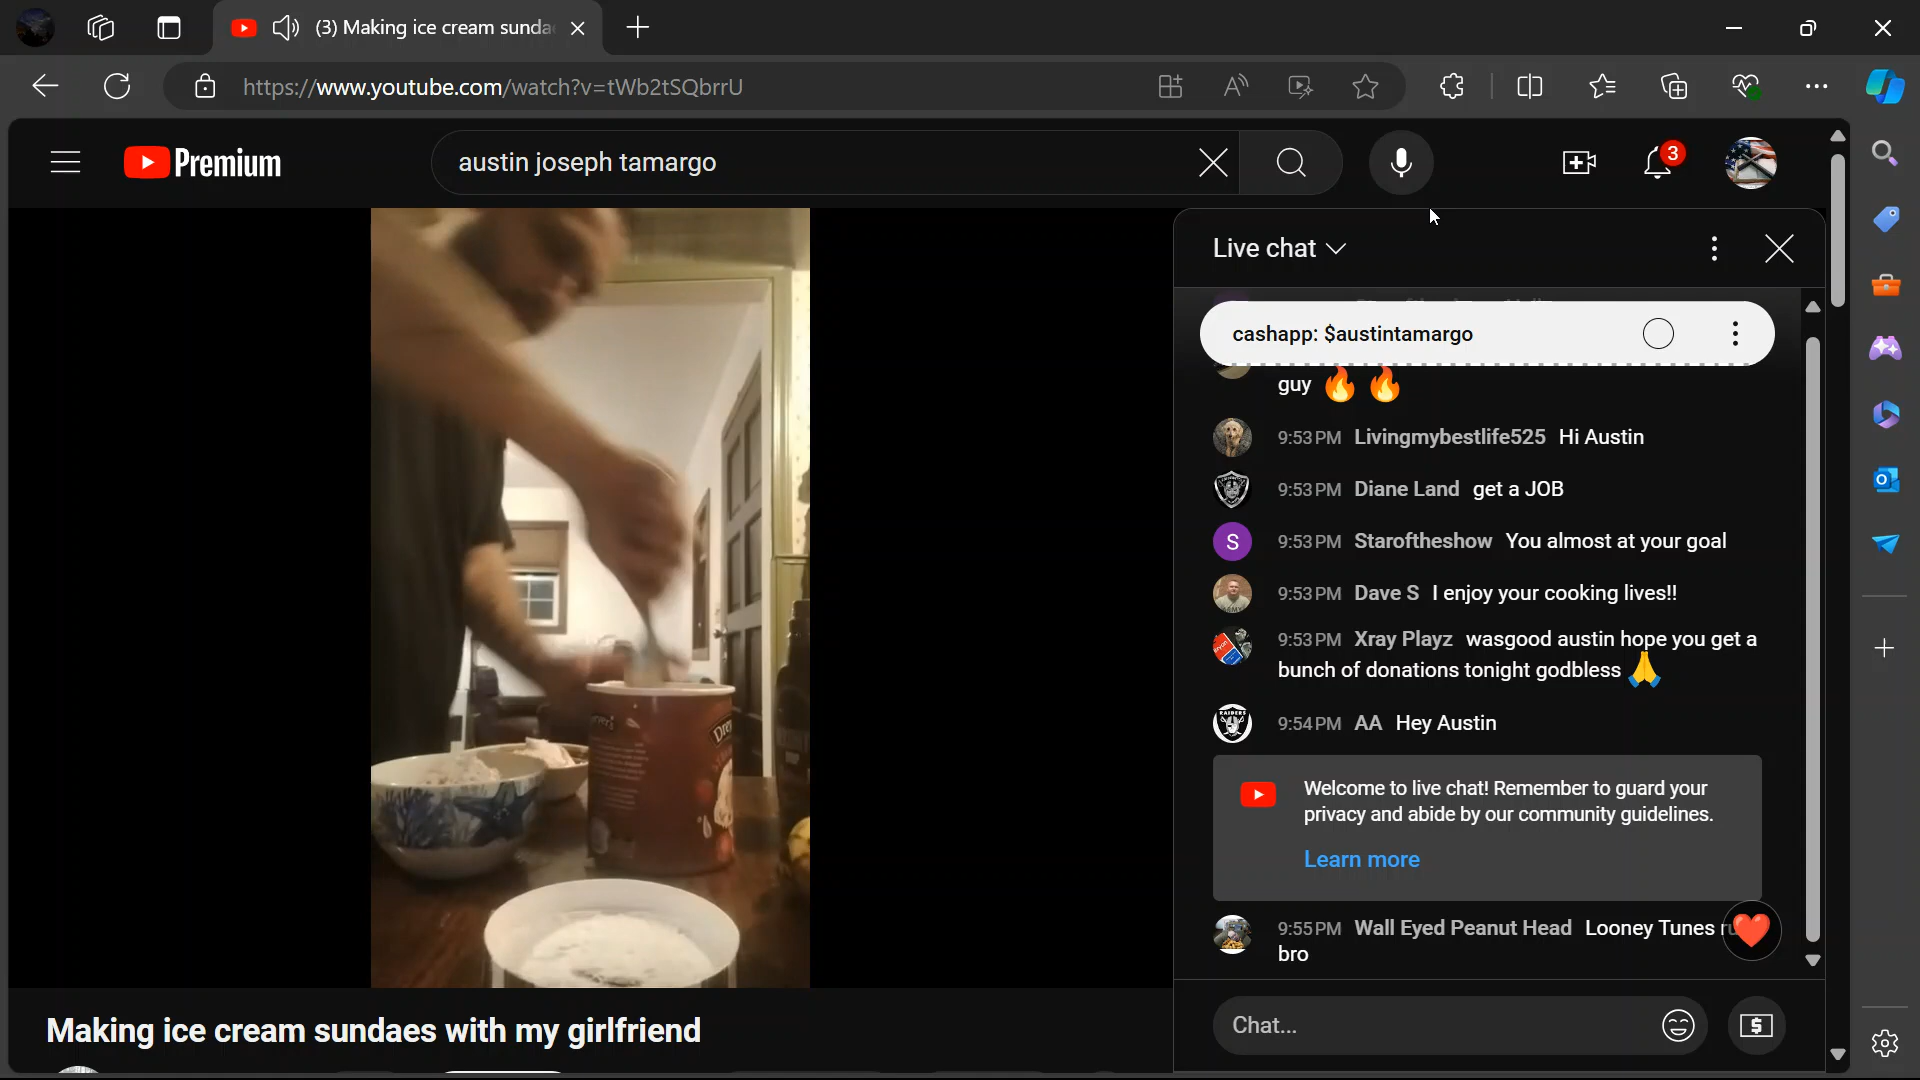 (3) Making ice cream sunda
https://www.youtube.com/watch?v=tWb2tSQbrrU
Premium
austin joseph tamargo
3
Live chat
cashapp: $austintamargo
guy 🔥 🔥
9:53 PM Livingmybestlife525 Hi Austin
9:53 PM Diane Land get a JOB
S 9:53 PM Staroftheshow You almost at your goal
9:53 PM Dave S I enjoy your cooking lives!!
9:53 PM Xray Playz wasgood austin hope you get a
bunch of donations tonight godbless 🙏
RAIDERS
9:54 PM AA Hey Austin
Welcome to live chat! Remember to guard your
privacy and abide by our community guidelines.
Learn more
9:55 PM Wall Eyed Peanut Head Looney Tunes
bro
Chat...
Making ice cream sundaes with my girlfriend